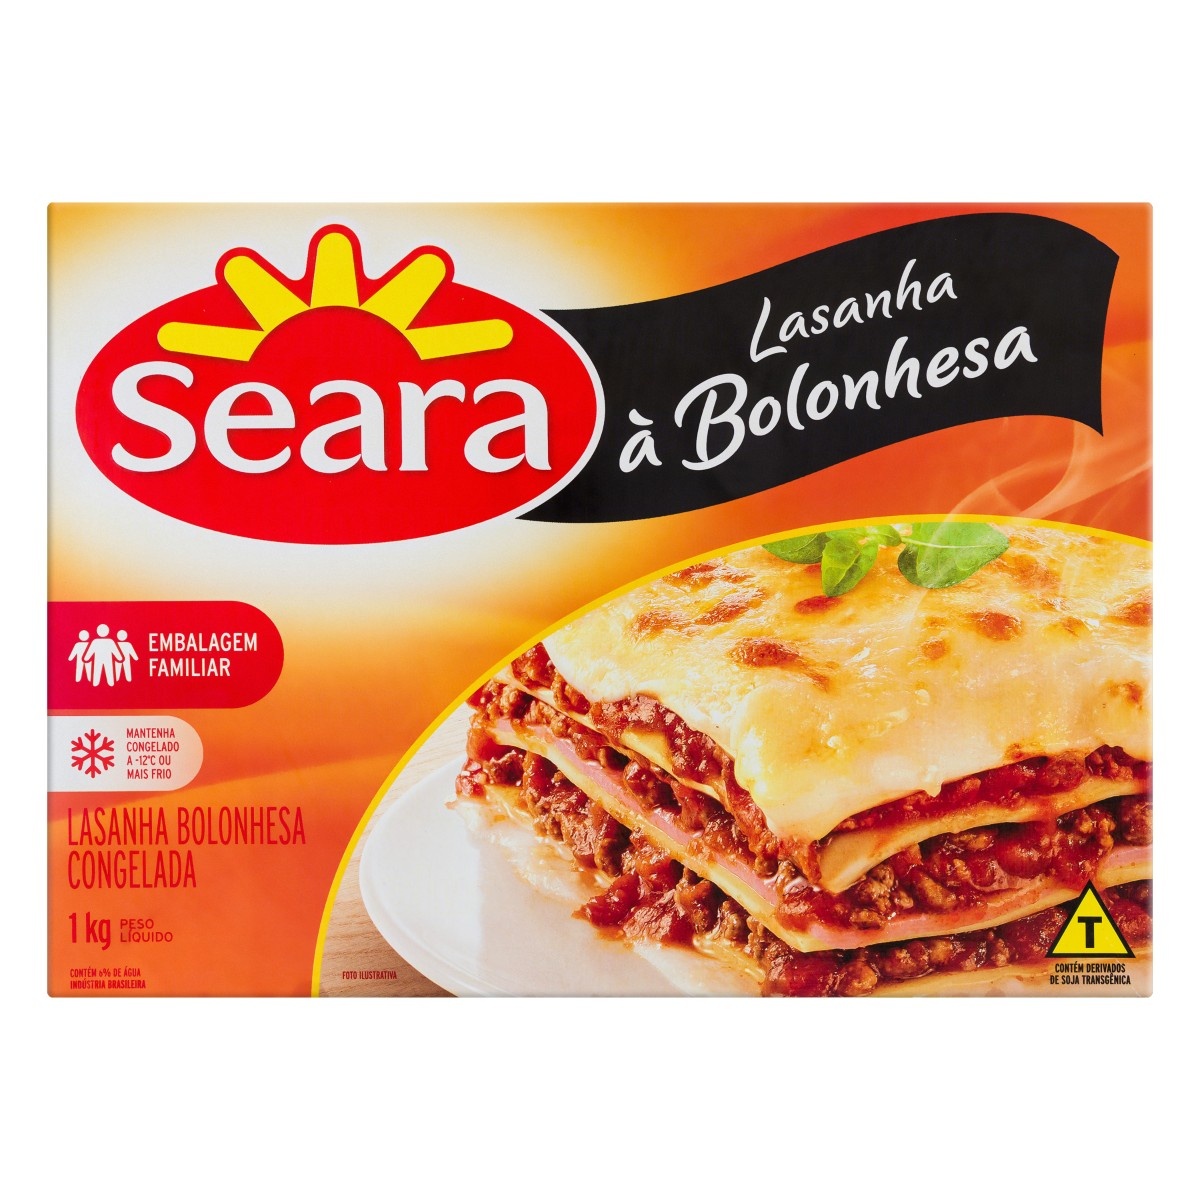 Seara
Lasanha
à Bolonhesa
EMBALAGEM
FAMILIAR
MANTENHA
CONGELADO
A -12°C OU
MAIS FRIO
LASANHA BOLONHESA
CONGELADA
1 kg PESO
LÍQUIDO
CONTÉM 6% DE ÁGUA
INDÚSTRIA BRASILEIRA
FOTO ILUSTRATIVA
T
CONTÉM DERIVADOS
DE SOJA TRANSGÊNICA